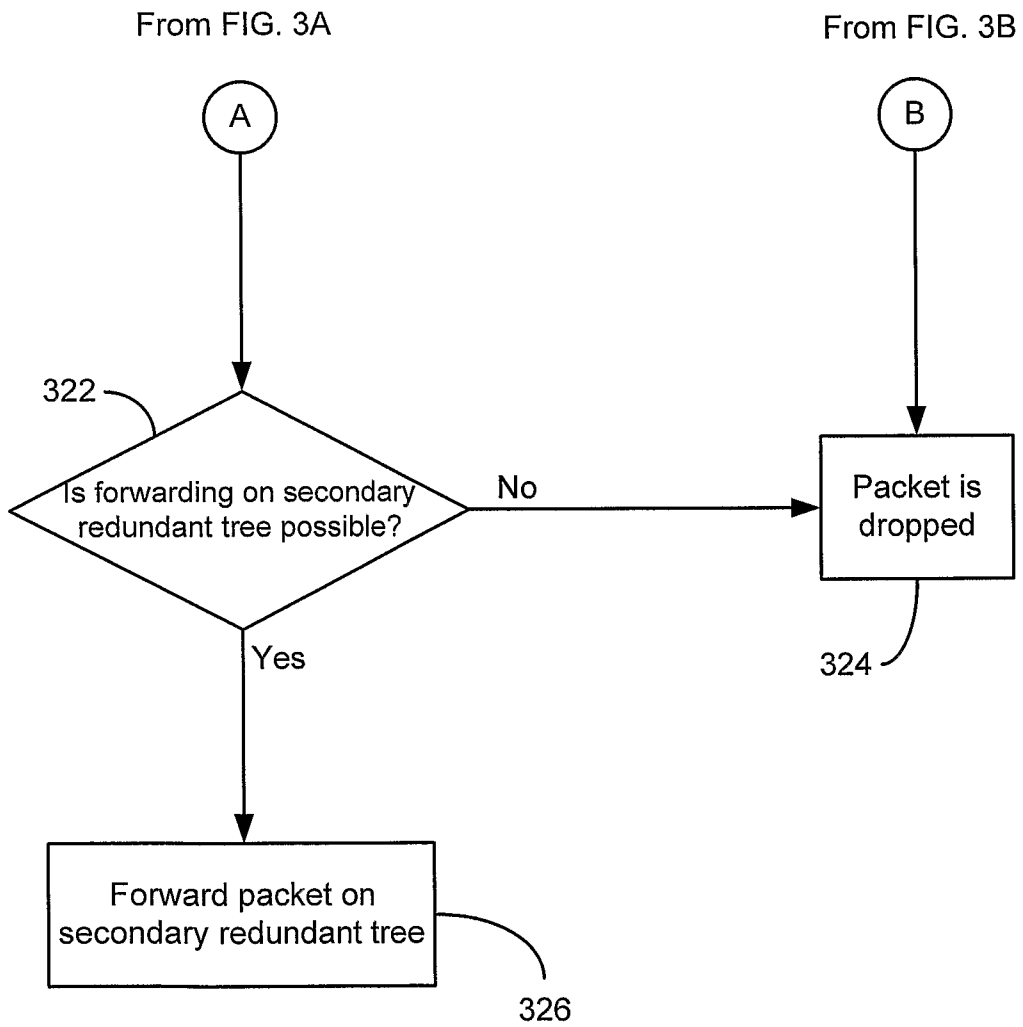 From FIG. 3A
From FIG. 3B
A
B
322
Is forwarding on secondary
redundant tree possible?
No
Packet is
dropped
Yes
324
Forward packet on
secondary redundant tree
326